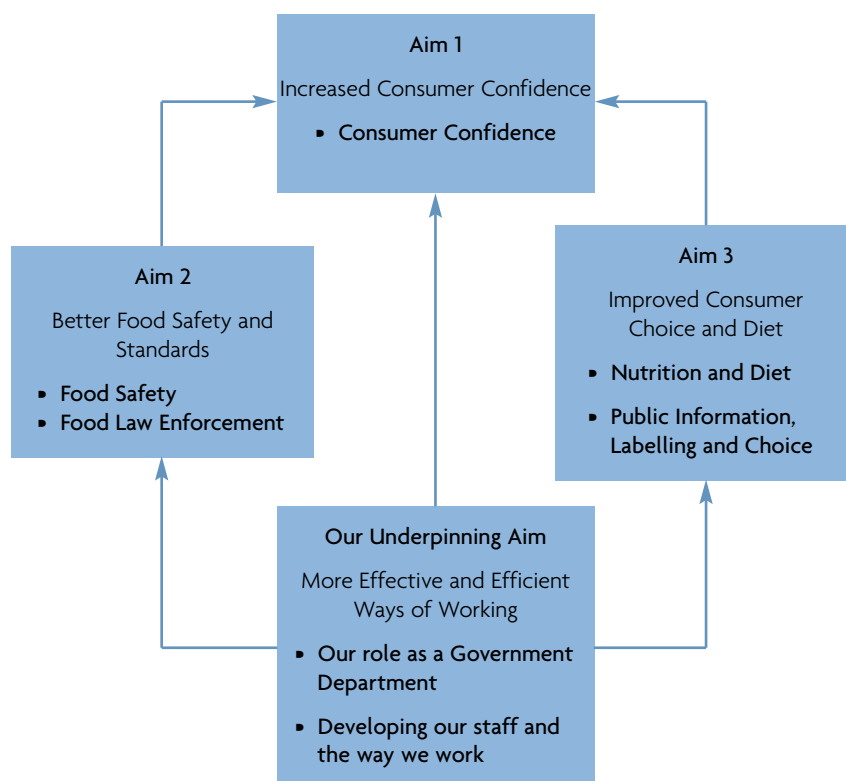 Aim 1
Increased Consumer Confidence
• Consumer Confidence
Aim 2
Better Food Safety and
Standards
• Food Safety
• Food Law Enforcement
Aim 3
Improved Consumer
Choice and Diet
• Nutrition and Diet
• Public Information,
Labelling and Choice
Our Underpinning Aim
More Effective and Efficient
Ways of Working
• Our role as a Government
Department
• Developing our staff and
the way we work